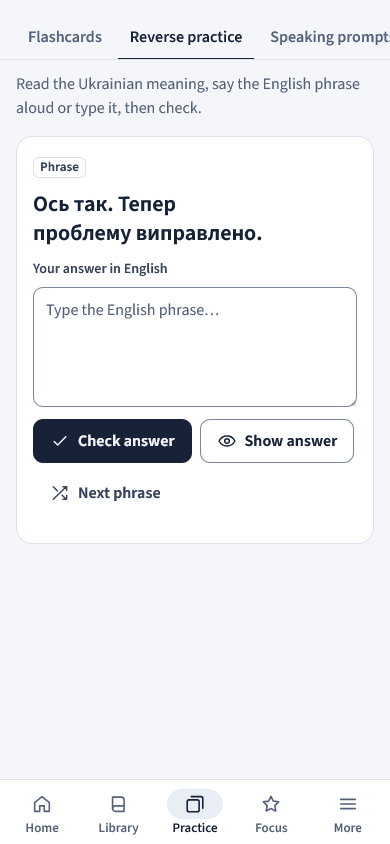 Flashcards Reverse practice Speaking prompts
Read the Ukrainian meaning, say the English phrase
aloud or type it, then check.
Phrase
Ось так. Тепер
проблему виправлено.
Your answer in English
Type the English phrase…
Check answer Show answer
Next phrase
Home Library Practice Focus More